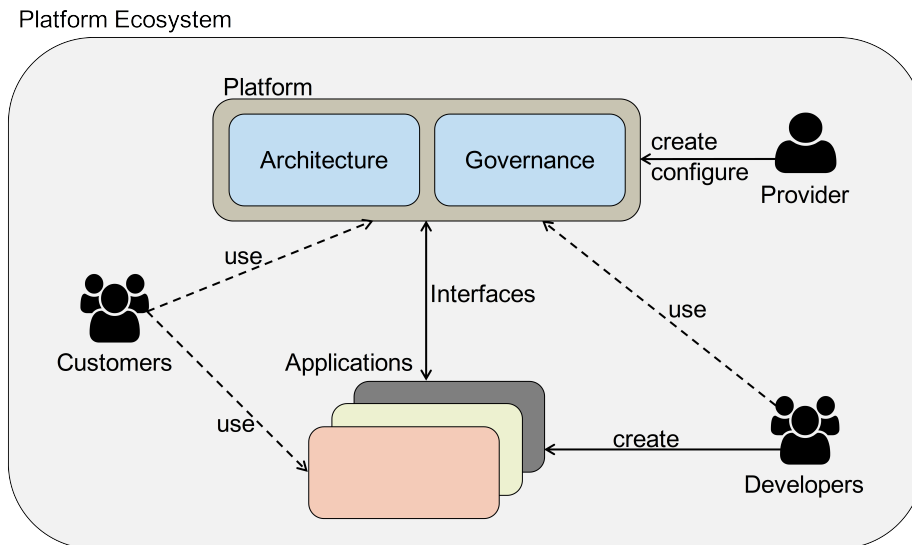 Platform Ecosystem
Platform
Architecture
Governance
create
configure
Provider
use
Interfaces
use
Customers
Applications
use
create
Developers